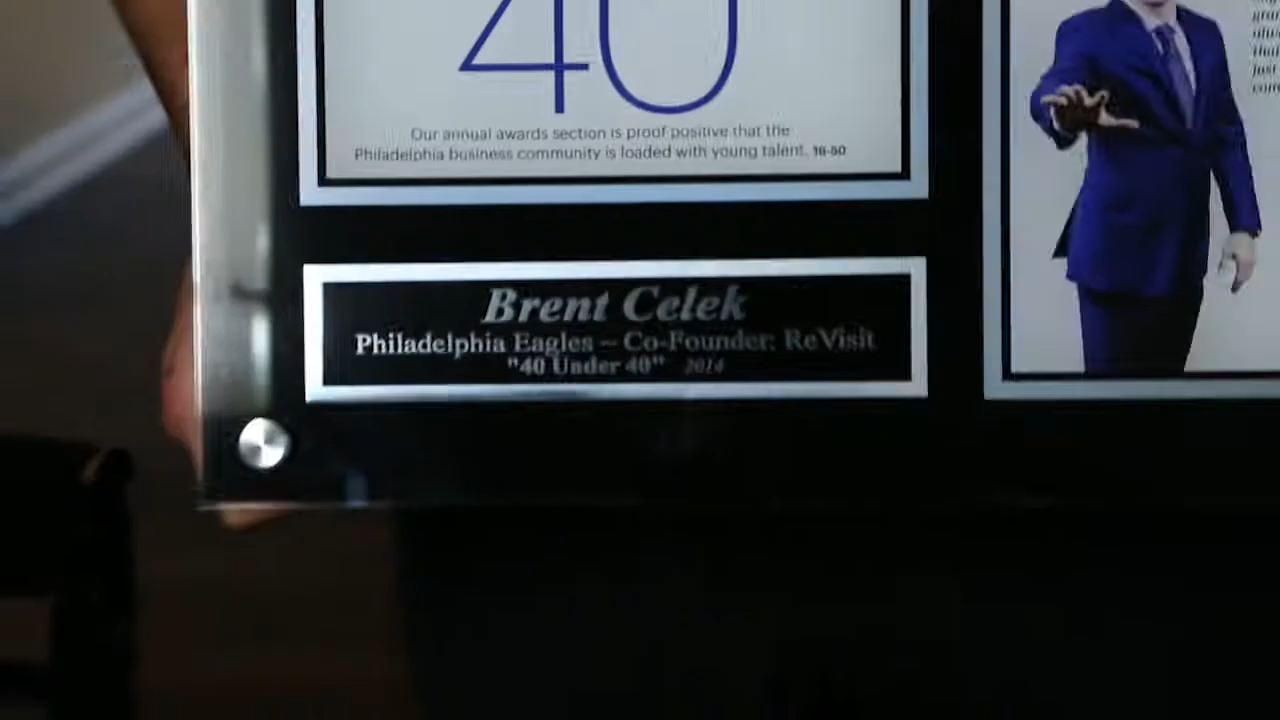 40
Our annual awards section is proof positive that the
Philadelphia business community is loaded with young talent. 16-50
Brent Celek
Philadelphia Eagles – Co-Founder: ReVisit
"40 Under 40" 2014
just